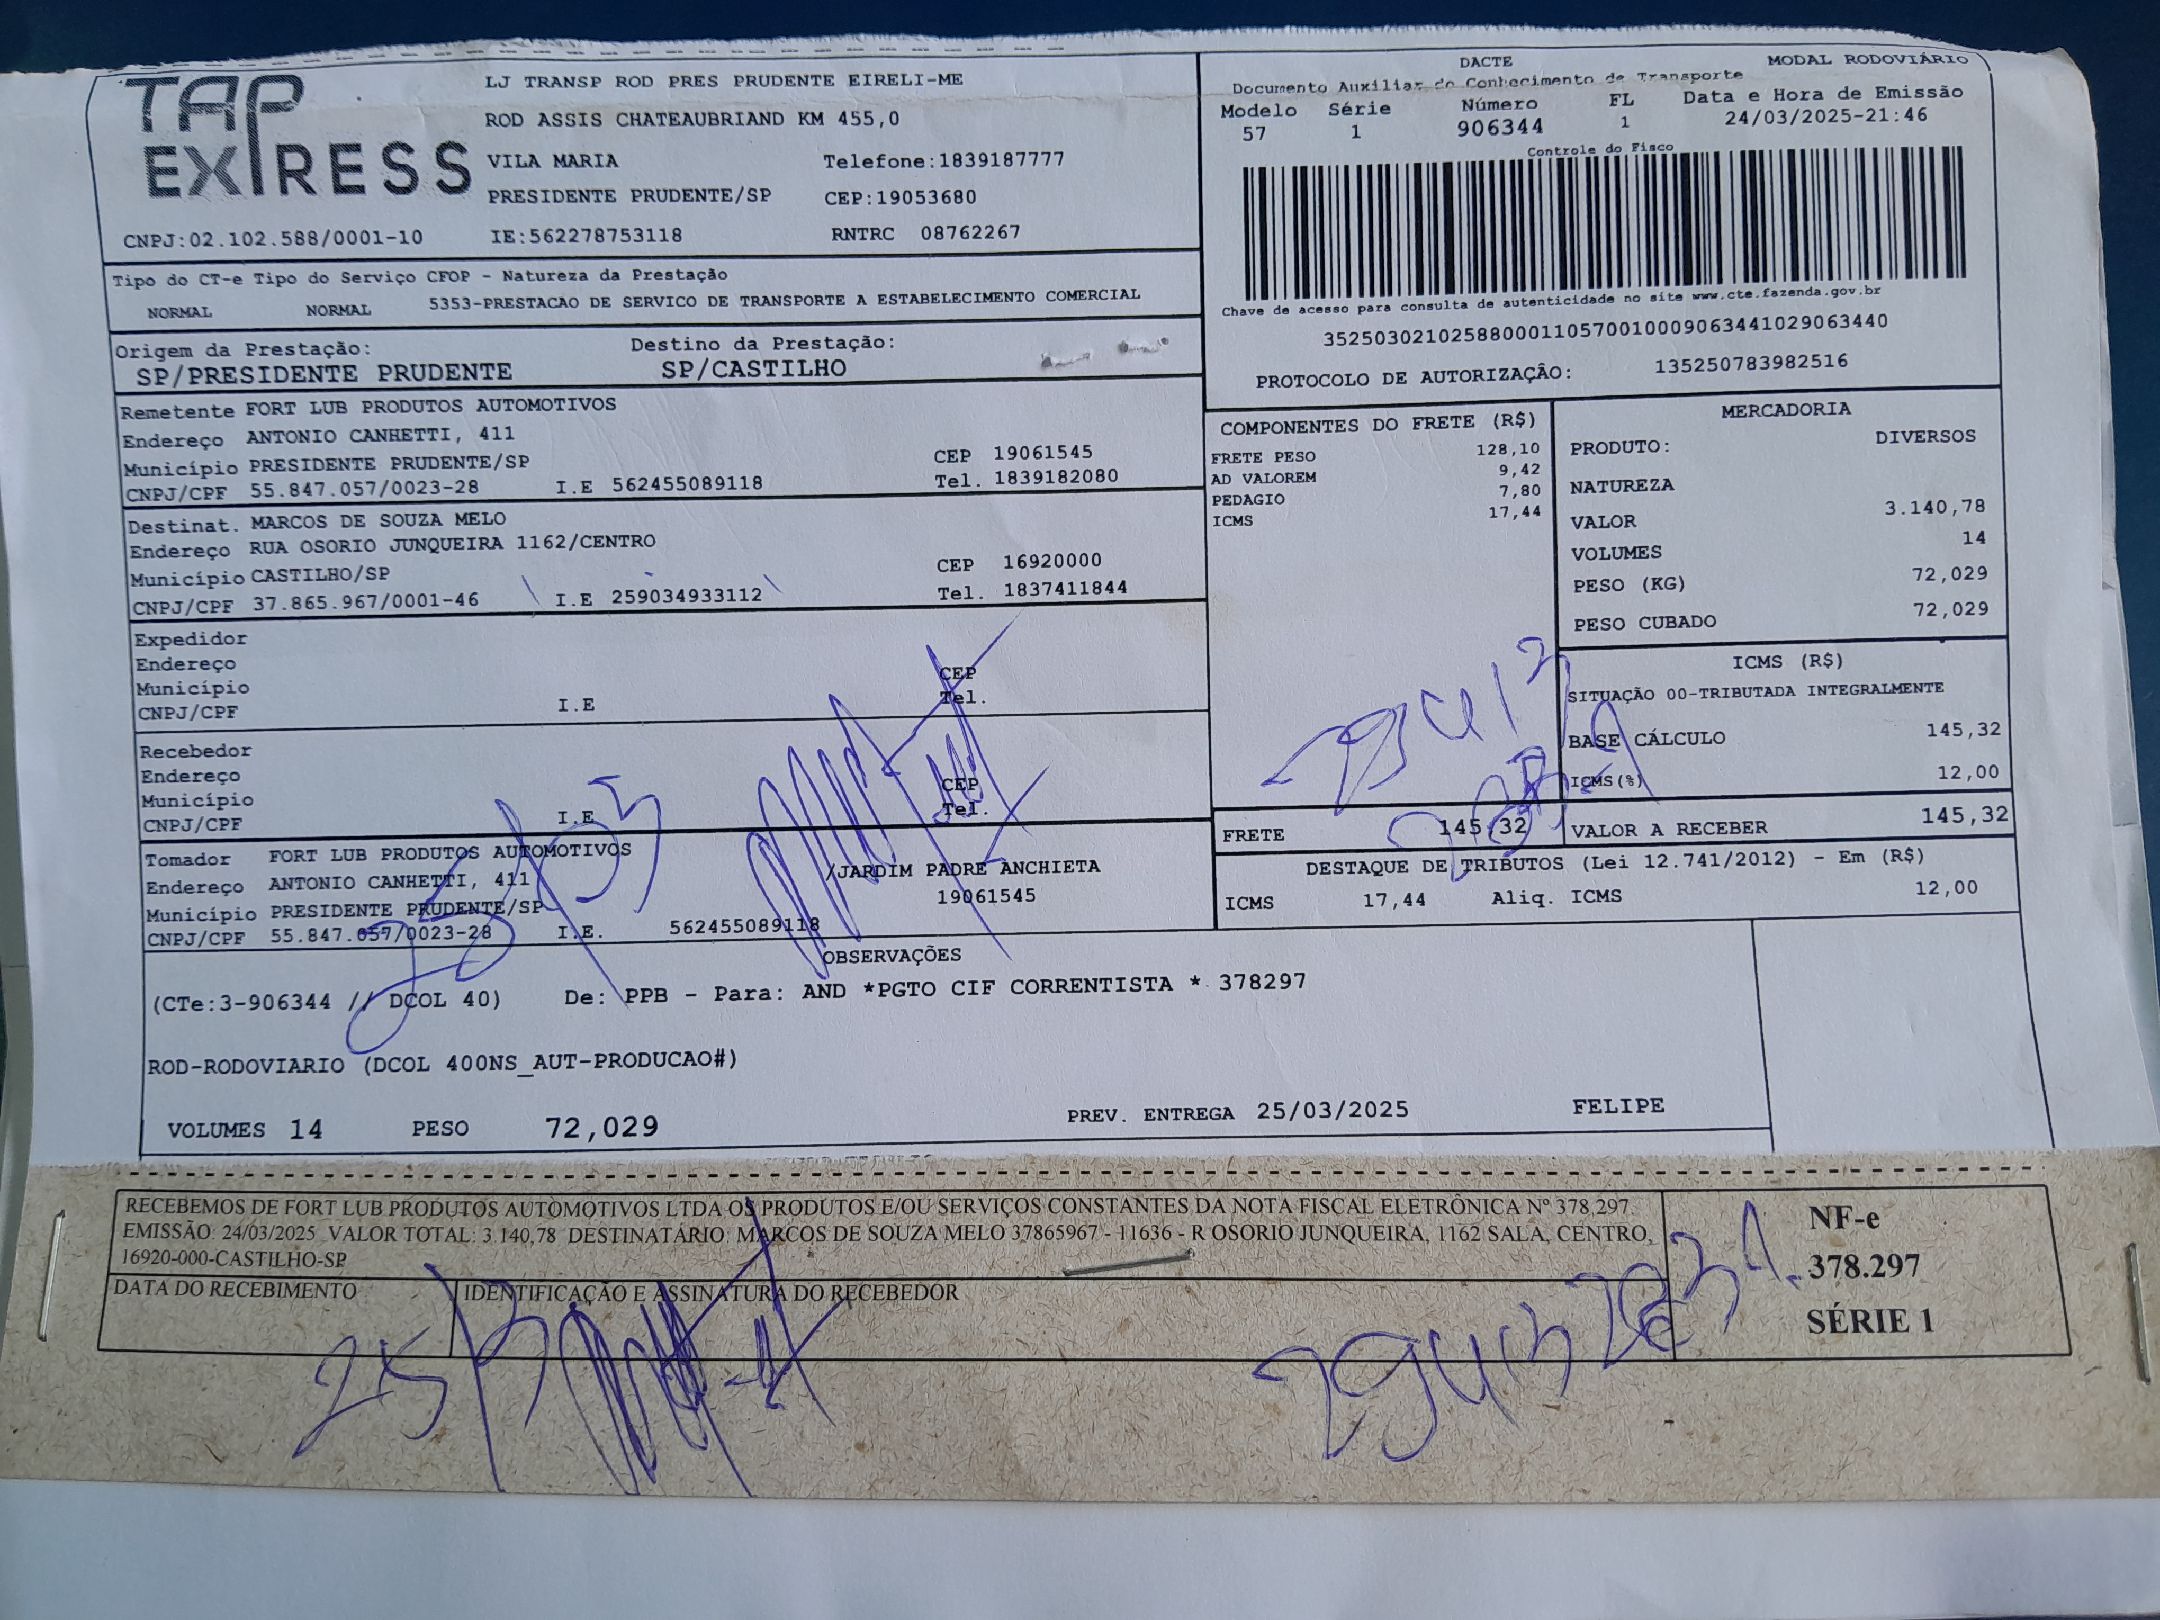 TAP EXPRESS
LJ TRANSP ROD PRES PRUDENTE EIRELI-ME
ROD ASSIS CHATEAUBRIAND KM 455,0
VILA MARIA Telefone:1839187777
PRESIDENTE PRUDENTE/SP CEP:19053680
CNPJ:02.102.588/0001-10 IE:562278753118 RNTRC 08762267
DACTE MODAL RODOVIÁRIO
Documento Auxiliar do Conhecimento de Transporte
Modelo Série Número FL Data e Hora de Emissão
57 1 906344 1 24/03/2025-21:46
Controle do Fisco
Chave de acesso para consulta de autenticidade no site www.cte.fazenda.gov.br
35250302102588000110570010009063441029063440
PROTOCOLO DE AUTORIZAÇÃO: 135250783982516
Tipo do CT-e Tipo do Serviço CFOP - Natureza da Prestação
NORMAL NORMAL 5353-PRESTACAO DE SERVICO DE TRANSPORTE A ESTABELECIMENTO COMERCIAL
Origem da Prestação: Destino da Prestação:
SP/PRESIDENTE PRUDENTE SP/CASTILHO
Remetente FORT LUB PRODUTOS AUTOMOTIVOS
Endereço ANTONIO CANHETTI, 411
Município PRESIDENTE PRUDENTE/SP CEP 19061545
CNPJ/CPF 55.847.057/0023-28 I.E 562455089118 Tel. 1839182080
Destinat. MARCOS DE SOUZA MELO
Endereço RUA OSORIO JUNQUEIRA 1162/CENTRO
Município CASTILHO/SP CEP 16920000
CNPJ/CPF 37.865.967/0001-46 I.E 259034933112 Tel. 1837411844
Expedidor
Endereço
Município CEP
CNPJ/CPF I.E Tel.
Recebedor
Endereço
Município CEP
CNPJ/CPF I.E Tel.
Tomador FORT LUB PRODUTOS AUTOMOTIVOS
Endereço ANTONIO CANHETTI, 411 /JARDIM PADRE ANCHIETA
Município PRESIDENTE PRUDENTE/SP 19061545
CNPJ/CPF 55.847.057/0023-28 I.E. 562455089118
COMPONENTES DO FRETE (R$)
FRETE PESO 128,10
AD VALOREM 9,42
PEDAGIO 7,80
ICMS 17,44
MERCADORIA
PRODUTO: DIVERSOS
NATUREZA
VALOR 3.140,78
VOLUMES 14
PESO (KG) 72,029
PESO CUBADO 72,029
ICMS (R$)
SITUAÇÃO 00-TRIBUTADA INTEGRALMENTE
BASE CÁLCULO 145,32
ICMS(%) 12,00
FRETE 145,32 VALOR A RECEBER 145,32
DESTAQUE DE TRIBUTOS (Lei 12.741/2012) - Em (R$)
ICMS 17,44 Aliq. ICMS 12,00
25/03
OBSERVAÇÕES
(CTe:3-906344 // DCOL 40) De: PPB - Para: AND *PGTO CIF CORRENTISTA * 378297
ROD-RODOVIARIO (DCOL 400NS_AUT-PRODUCAO#)
VOLUMES 14 PESO 72,029 PREV. ENTREGA 25/03/2025 FELIPE
RECEBEMOS DE FORT LUB PRODUTOS AUTOMOTIVOS LTDA OS PRODUTOS E/OU SERVIÇOS CONSTANTES DA NOTA FISCAL ELETRÔNICA Nº 378,297.
EMISSÃO: 24/03/2025 VALOR TOTAL: 3.140,78 DESTINATÁRIO: MARCOS DE SOUZA MELO 37865967 - 11636 - R OSORIO JUNQUEIRA, 1162 SALA, CENTRO,
16920-000-CASTILHO-SP
DATA DO RECEBIMENTO IDENTIFICAÇÃO E ASSINATURA DO RECEBEDOR
NF-e
378.297
SÉRIE 1